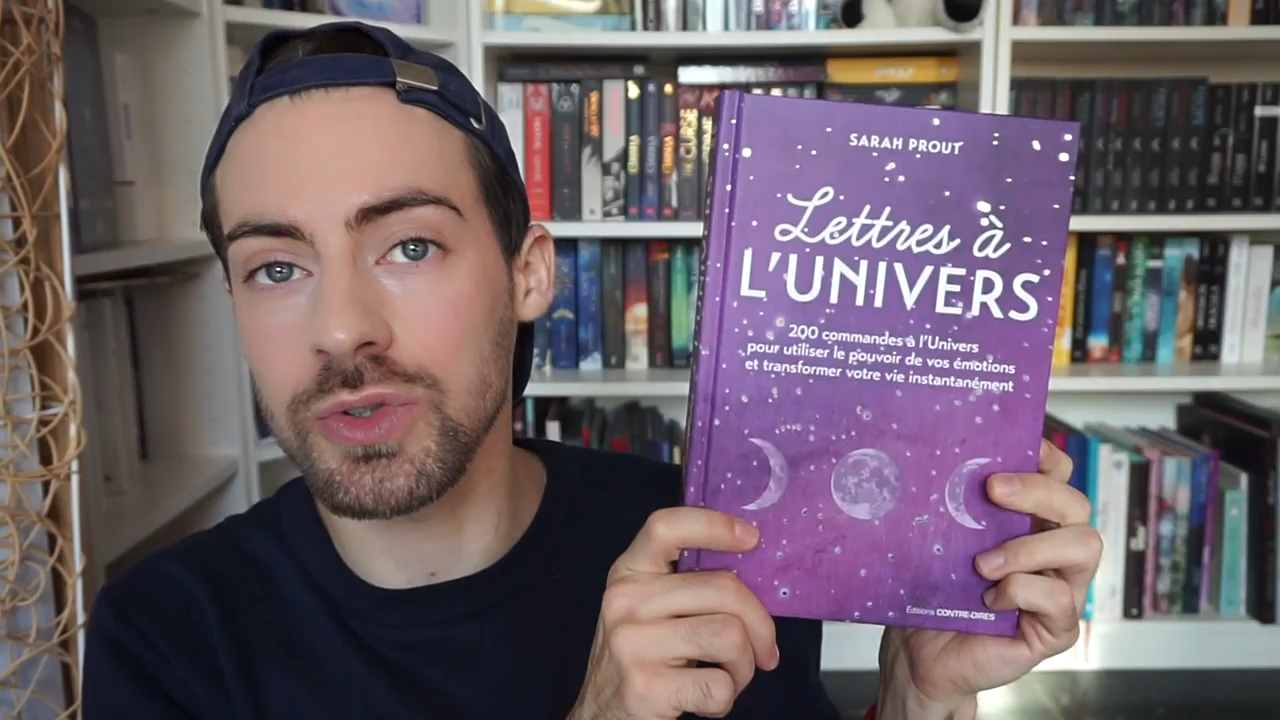 SARAH PROUT
Lettres à
L'UNIVERS
200 commandes à l'Univers
pour utiliser le pouvoir de vos émotions
et transformer votre vie instantanément
Éditions CONTRE-DIRES
CURSE